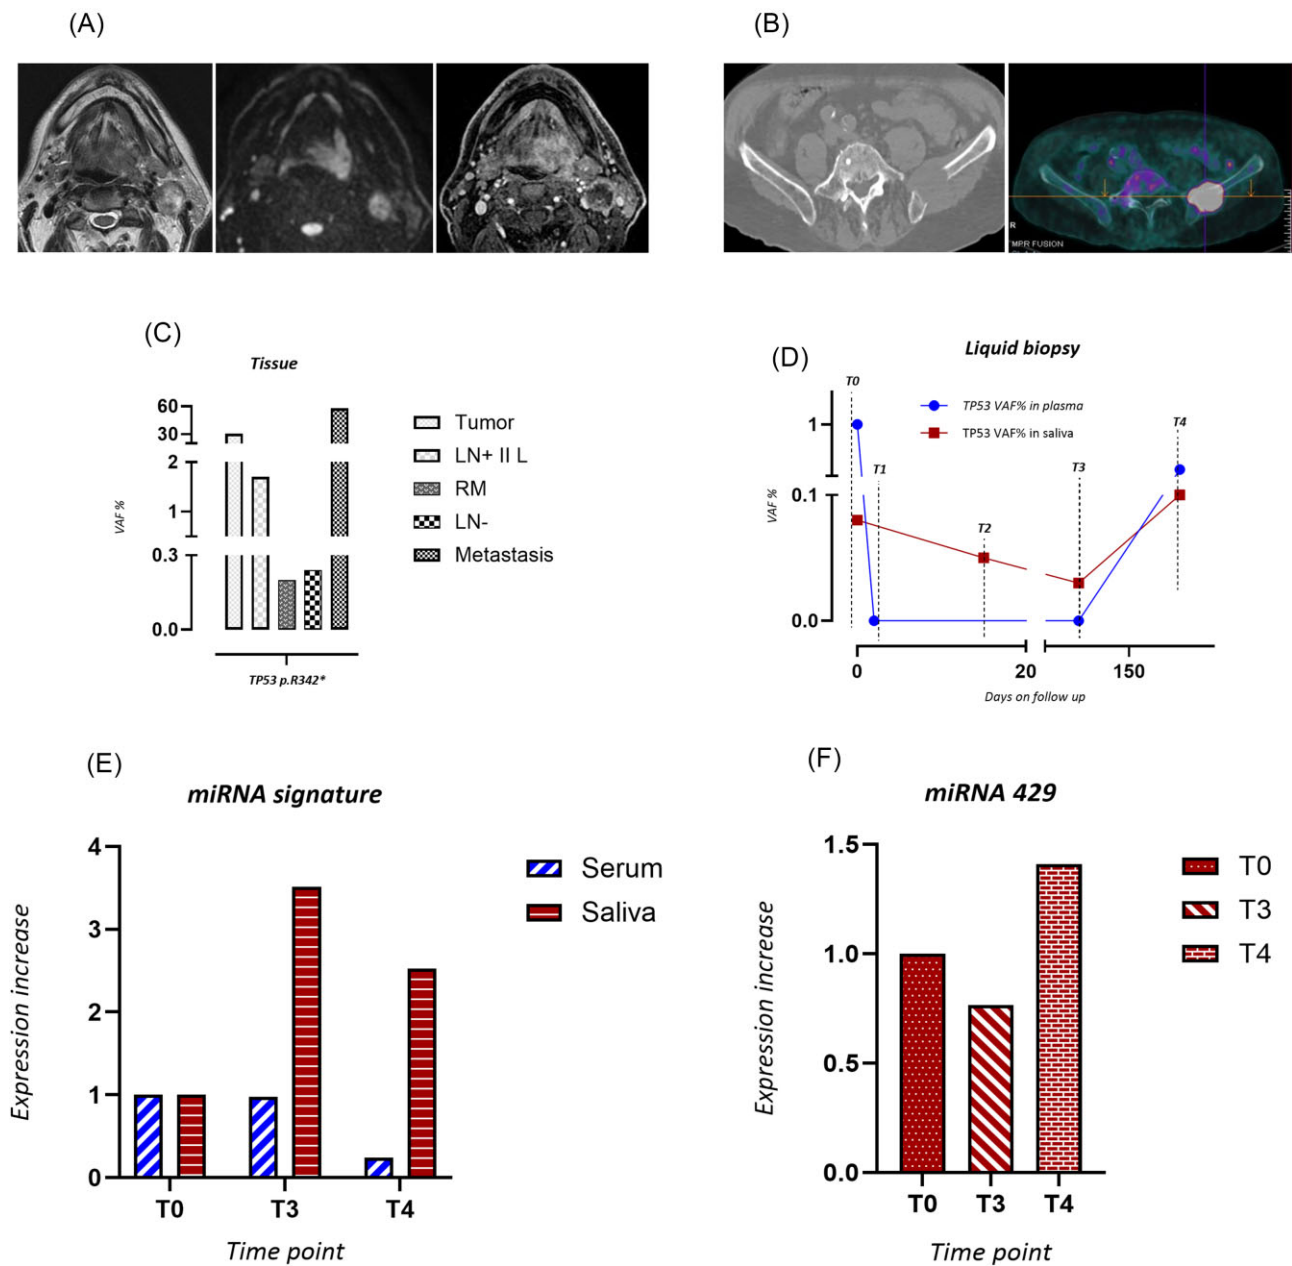 (A)
(B)
R
MPR FUSION
(C)
Tissue
VAF %
60
30
2
1
0.3
0.0
TP53 p.R342*
Tumor
LN+ II L
RM
LN-
Metastasis
(D)
Liquid biopsy
T0
T1
T2
T3
T4
TP53 VAF% in plasma
TP53 VAF% in saliva
VAF %
1
0.1
0.0
0
20
150
Days on follow up
(E)
miRNA signature
Expression increase
4
3
2
1
0
T0
T3
T4
Time point
Serum
Saliva
(F)
miRNA 429
Expression increase
1.5
1.0
0.5
0.0
T0
T3
T4
Time point
T0
T3
T4